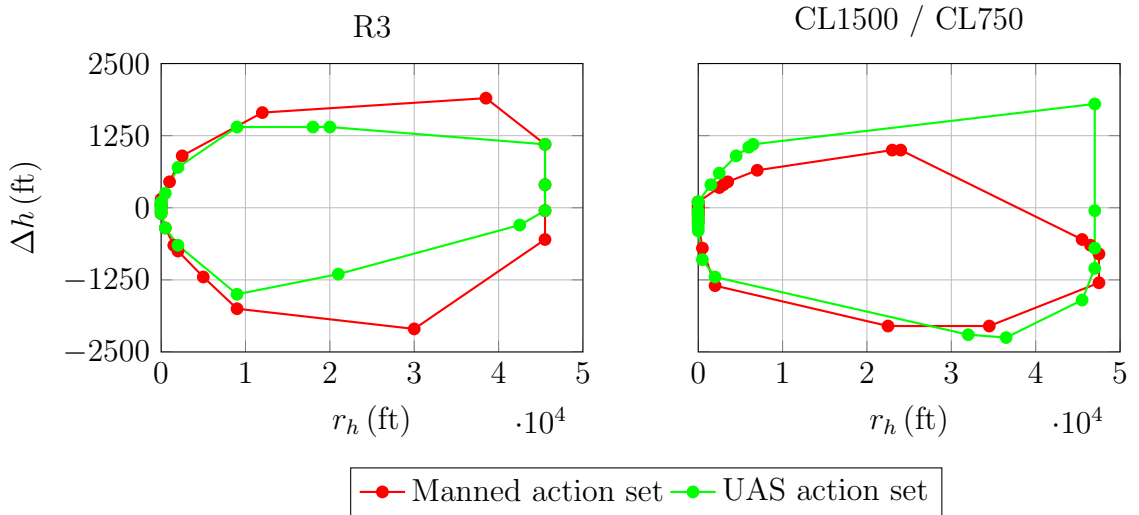 R3
CL1500 / CL750
2500
1250
0
−1250
−2500
Δh (ft)
0 1 2 3 4 5
0 1 2 3 4 5
r_h (ft)
·10^4
r_h (ft)
·10^4
Manned action set UAS action set